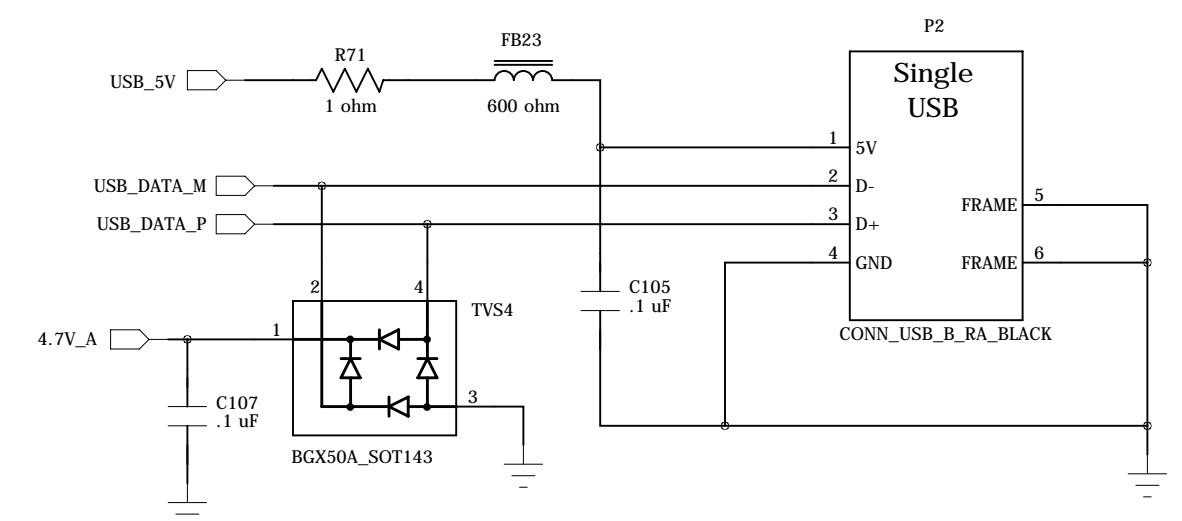 P2
FB23
R71
USB_5V
1 ohm
600 ohm
Single
USB
1
5V
USB_DATA_M
2
D-
USB_DATA_P
3
D+
FRAME
5
4
GND
FRAME
6
2
4
TVS4
C105
.1 uF
CONN_USB_B_RA_BLACK
4.7V_A
1
C107
.1 uF
3
BGX50A_SOT143